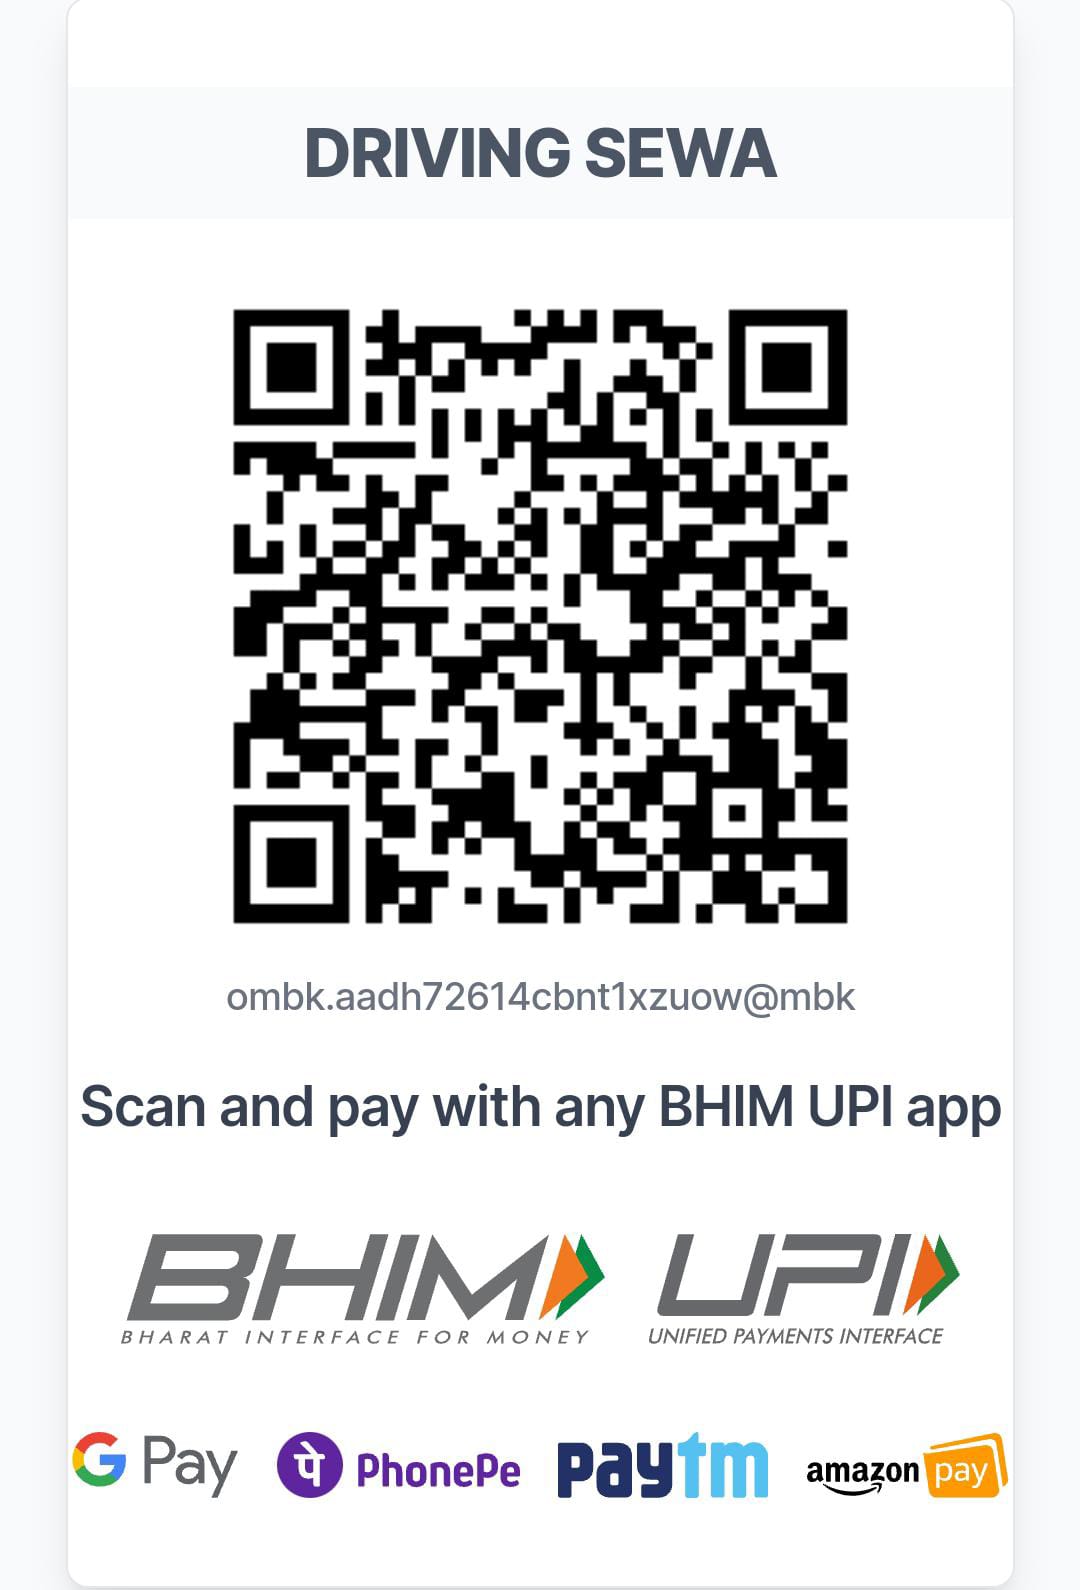 DRIVING SEWA
ombk.aadh72614cbnt1xzuow@mbk
Scan and pay with any BHIM UPI app
BHIM UPI
BHARAT INTERFACE FOR MONEY UNIFIED PAYMENTS INTERFACE
G Pay पे PhonePe paytm amazon pay